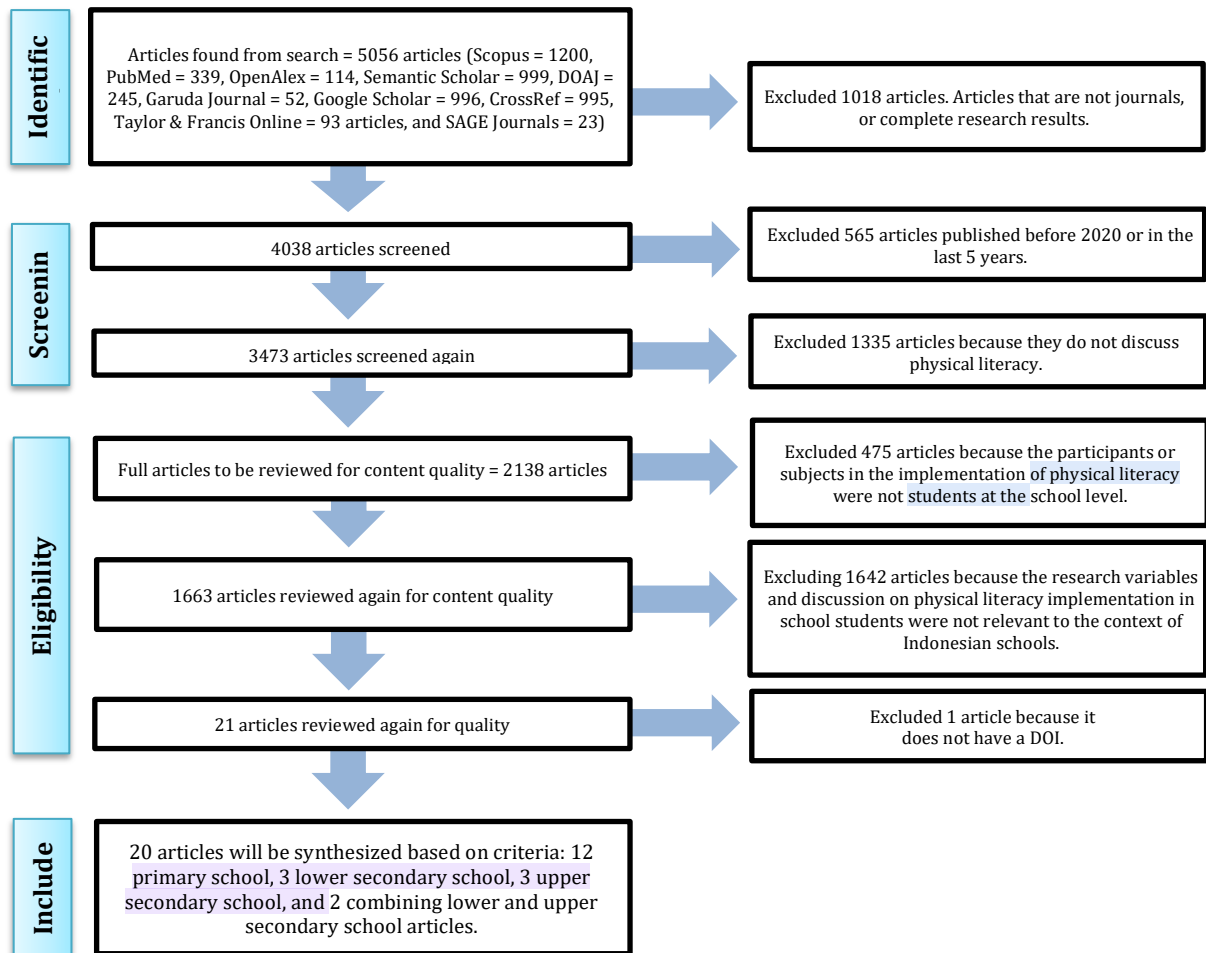 Identific
Articles found from search = 5056 articles (Scopus = 1200,
PubMed = 339, OpenAlex = 114, Semantic Scholar = 999, DOAJ =
245, Garuda Journal = 52, Google Scholar = 996, CrossRef = 995,
Taylor & Francis Online = 93 articles, and SAGE Journals = 23)
Excluded 1018 articles. Articles that are not journals,
or complete research results.
Screenin
4038 articles screened
Excluded 565 articles published before 2020 or in the
last 5 years.
3473 articles screened again
Excluded 1335 articles because they do not discuss
physical literacy.
Eligibility
Full articles to be reviewed for content quality = 2138 articles
Excluded 475 articles because the participants or
subjects in the implementation of physical literacy
were not students at the school level.
1663 articles reviewed again for content quality
Excluding 1642 articles because the research variables
and discussion on physical literacy implementation in
school students were not relevant to the context of
Indonesian schools.
21 articles reviewed again for quality
Excluded 1 article because it
does not have a DOI.
Include
20 articles will be synthesized based on criteria: 12
primary school, 3 lower secondary school, 3 upper
secondary school, and 2 combining lower and upper
secondary school articles.